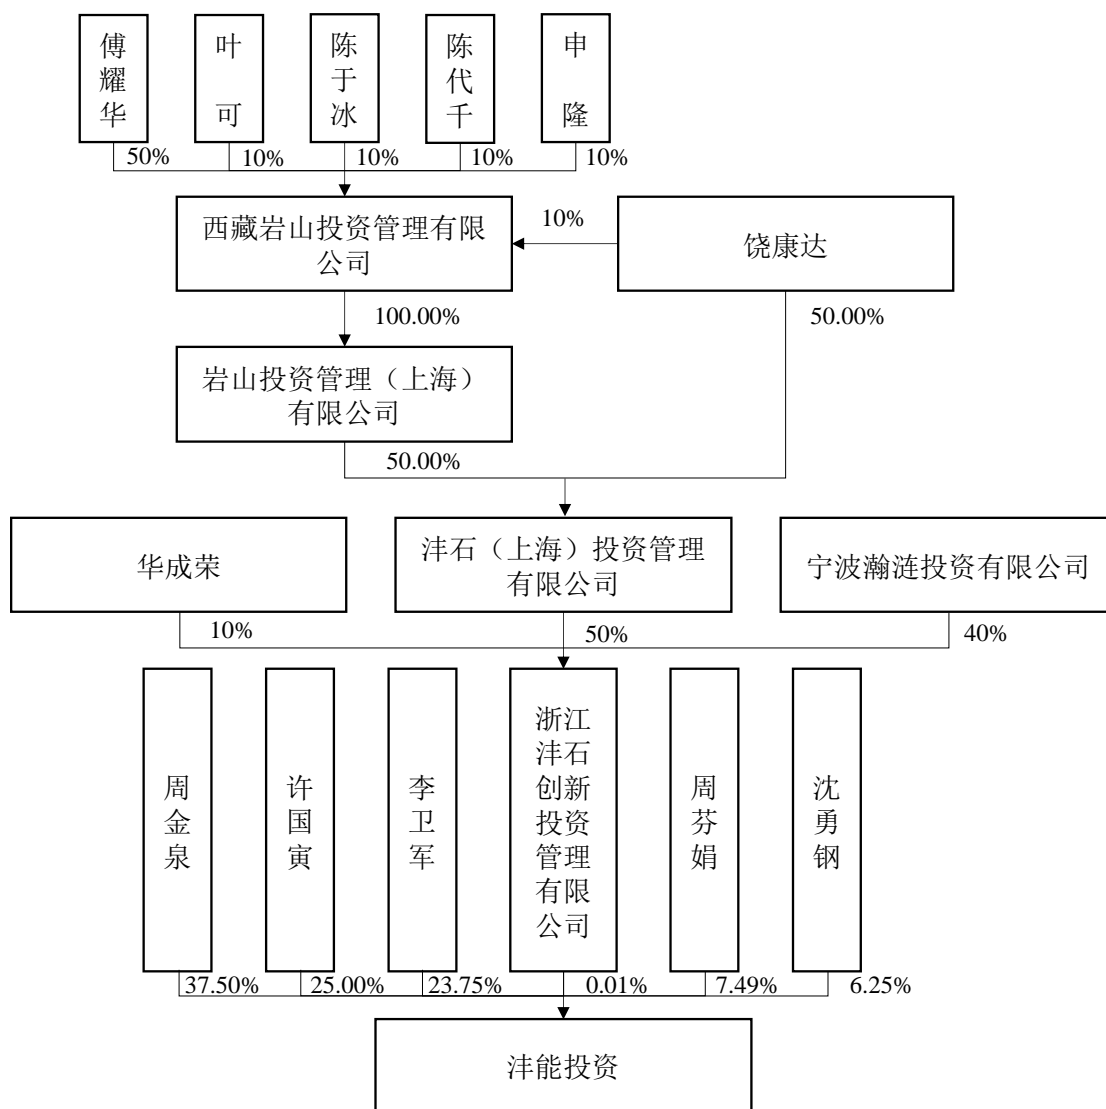 傅耀华
叶可
陈于冰
陈代千
申隆
50%
10%
10%
10%
10%
西藏岩山投资管理有限
公司
10%
饶康达
100.00%
50.00%
岩山投资管理（上海）
有限公司
50.00%
华成荣
沣石（上海）投资管理
有限公司
宁波瀚涟投资有限公司
10%
50%
40%
周金泉
许国寅
李卫军
浙江
沣石
创新
投资
管理
有限
公司
周芬娟
沈勇钢
37.50%
25.00%
23.75%
0.01%
7.49%
6.25%
沣能投资